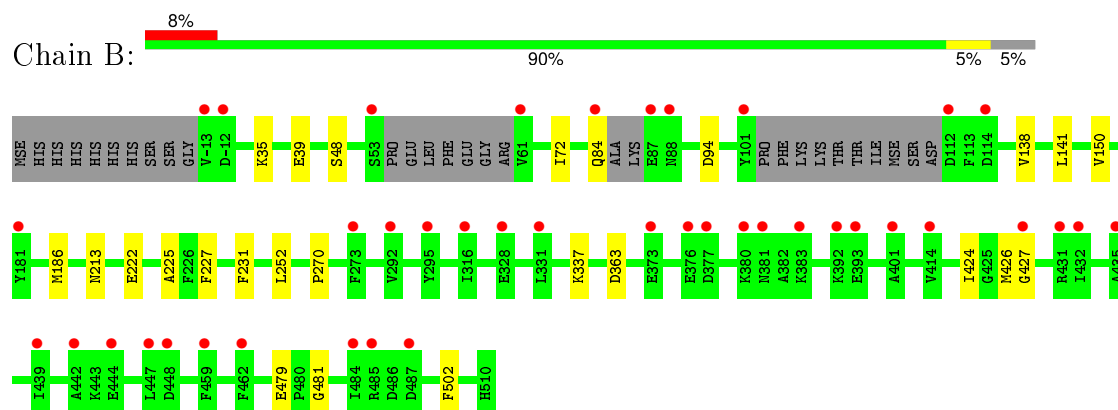 8%
Chain B:
90% 5% 5%
MSE HIS HIS HIS HIS HIS HIS SER SER GLY V-13 D-12 K35 E39 S48 S53 PRO GLU LEU PHE GLU GLY ARG V61 I72 Q84 ALA LYS E87 N88 D94 Y101 PRO PHE LYS LYS THR THR ILE MSE SER ASP D112 F113 D114 V138 L141 V150
Y181 M186 N213 E222 A225 F226 F227 F231 L252 P270 F273 V292 Y295 I316 E328 L331 K337 D363 E373 E376 D377 K380 N381 A382 K383 K392 E393 A401 V414 I424 G425 M426 G427 R431 I432 A435
I439 A442 K443 E444 L447 D448 F459 F462 E479 P480 G481 I484 R485 D486 D487 F502 H510